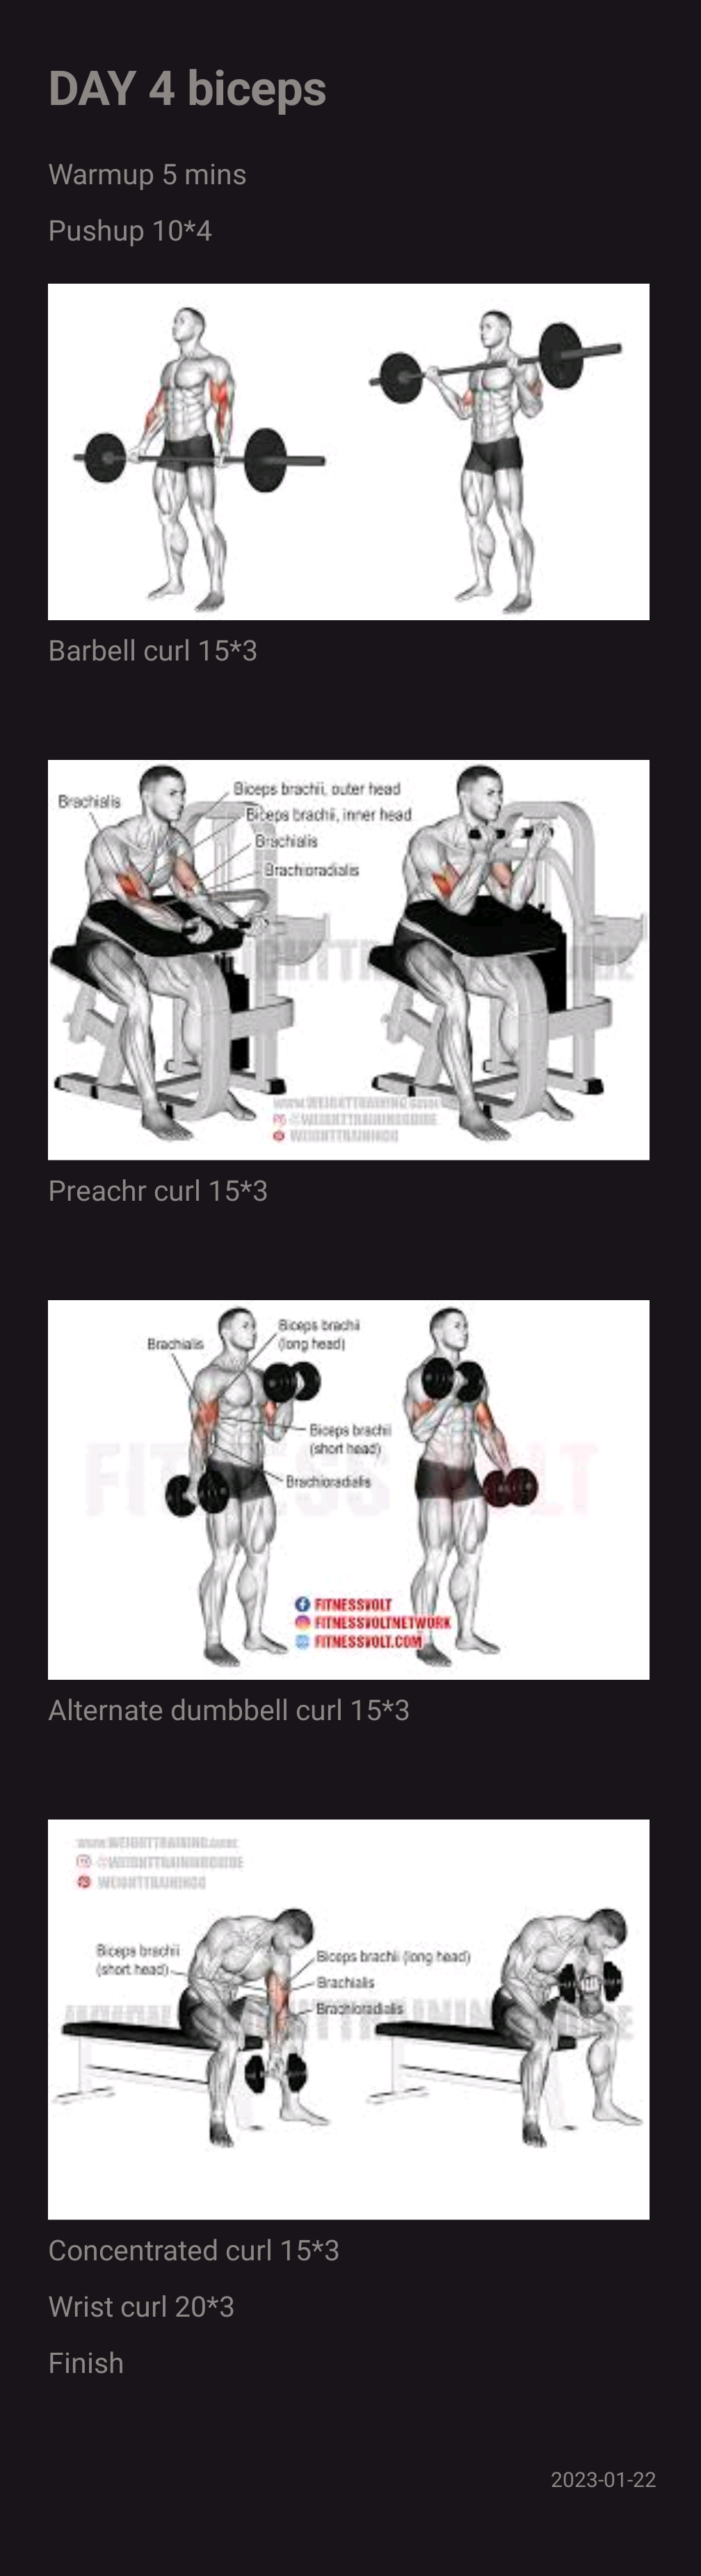 DAY 4 biceps
Warmup 5 mins
Pushup 10*4
Barbell curl 15*3
Brachialis
Biceps brachii, outer head
Biceps brachii, inner head
Brachialis
Brachioradialis
WWW.WEIGHTTRAINING.GUIDE
@WEIGHTTRAININGGUIDE
WEIGHTTRAININGG
Preachr curl 15*3
Brachialis
Biceps brachii
(long head)
Biceps brachii
(short head)
Brachioradialis
FITNESS VOLT
FITNESSVOLT
FITNESSVOLTNETWORK
FITNESSVOLT.COM
Alternate dumbbell curl 15*3
WWW.WEIGHTTRAINING.GUIDE
@WEIGHTTRAININGGUIDE
WEIGHTTRAININGG
Biceps brachii
(short head)
Biceps brachii (long head)
Brachialis
Brachioradialis
Concentrated curl 15*3
Wrist curl 20*3
Finish
2023-01-22